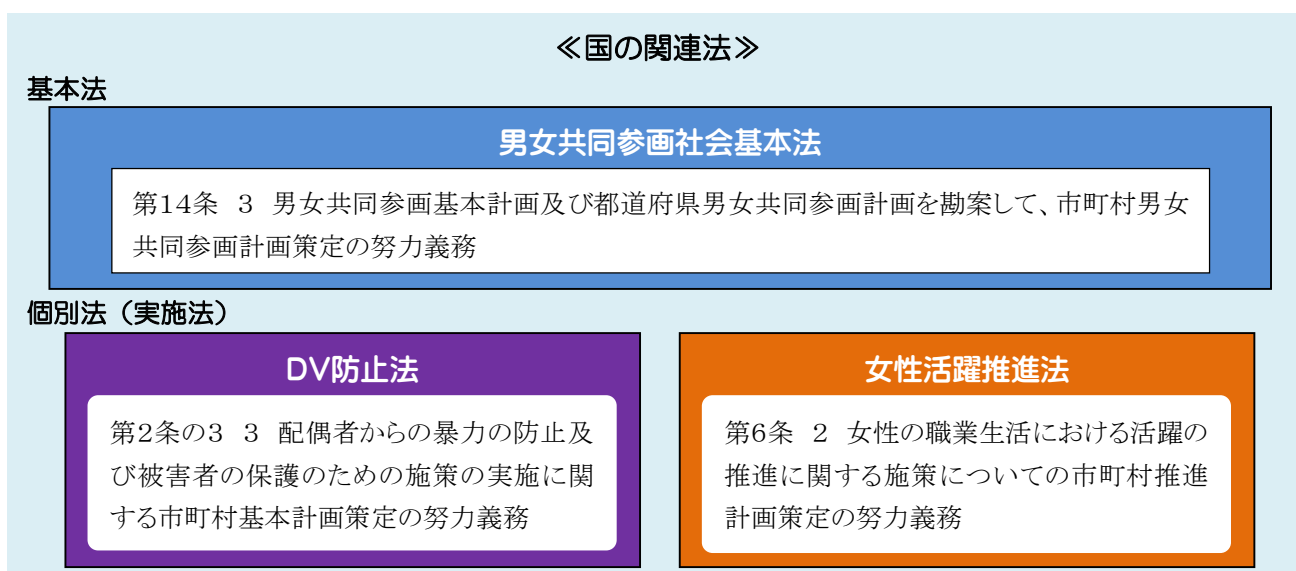 ≪国の関連法≫
基本法
男女共同参画社会基本法
第14条 3 男女共同参画基本計画及び都道府県男女共同参画計画を勘案して、市町村男女
共同参画計画策定の努力義務
個別法（実施法）
DV防止法
第2条の3 3 配偶者からの暴力の防止及
び被害者の保護のための施策の実施に関
する市町村基本計画策定の努力義務
女性活躍推進法
第6条 2 女性の職業生活における活躍の
推進に関する施策についての市町村推進
計画策定の努力義務